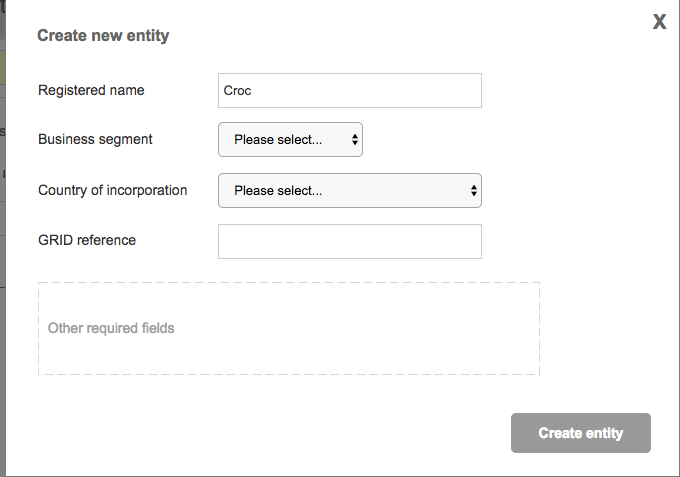 Create new entity
X
Registered name
Croc
Business segment
Please select...
Country of incorporation
Please select...
GRID reference
Other required fields
Create entity